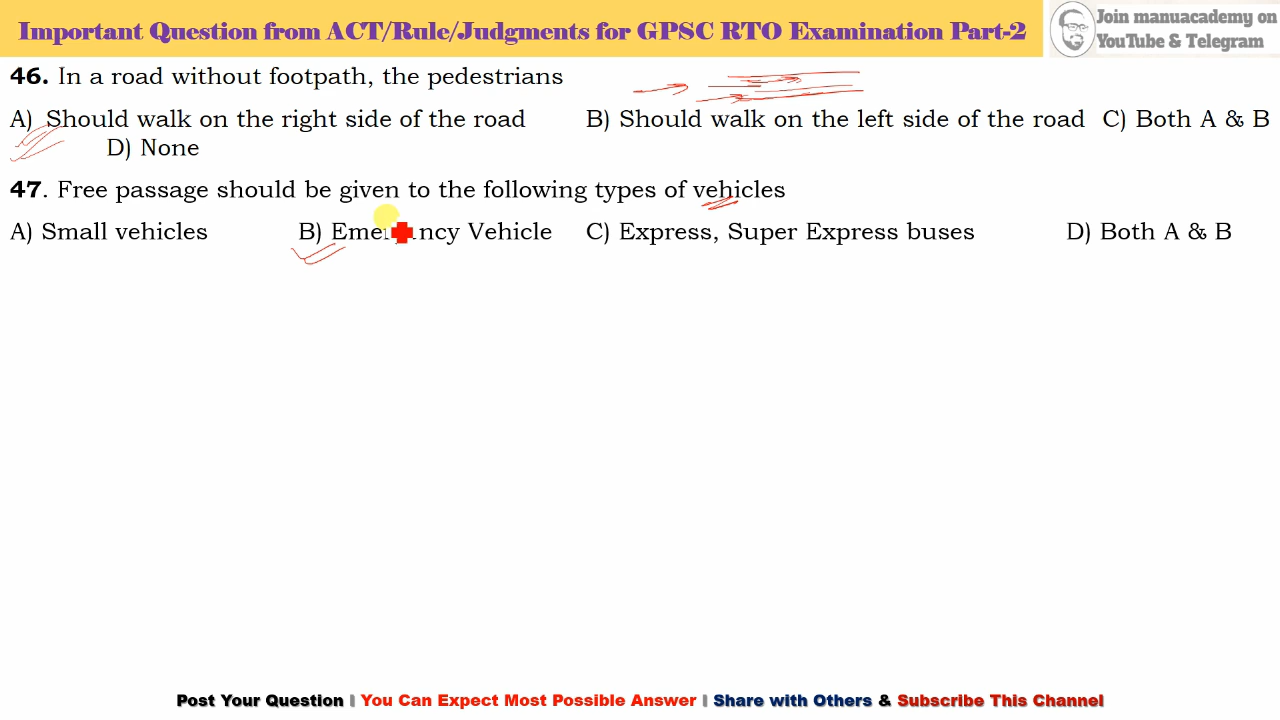 Important Question from ACT/Rule/Judgments for GPSC RTO Examination Part-2
Join manuacademy on
YouTube & Telegram
46. In a road without footpath, the pedestrians
A) Should walk on the right side of the road B) Should walk on the left side of the road C) Both A & B
D) None
47. Free passage should be given to the following types of vehicles
A) Small vehicles B) Vehicle C) Express, Super Express buses D) Both A & B
Post Your Question | You Can Expect Most Possible Answer | Share with Others & Subscribe This Channel